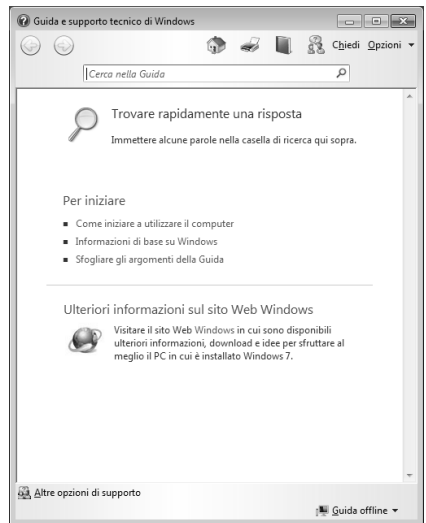 Guida e supporto tecnico di Windows
Chiedi Opzioni
Cerca nella Guida
Trovare rapidamente una risposta
Immettere alcune parole nella casella di ricerca qui sopra.
Per iniziare
Come iniziare a utilizzare il computer
Informazioni di base su Windows
Sfogliare gli argomenti della Guida
Ulteriori informazioni sul sito Web Windows
Visitare il sito Web Windows in cui sono disponibili
ulteriori informazioni, download e idee per sfruttare al
meglio il PC in cui è installato Windows 7.
Altre opzioni di supporto
Guida offline